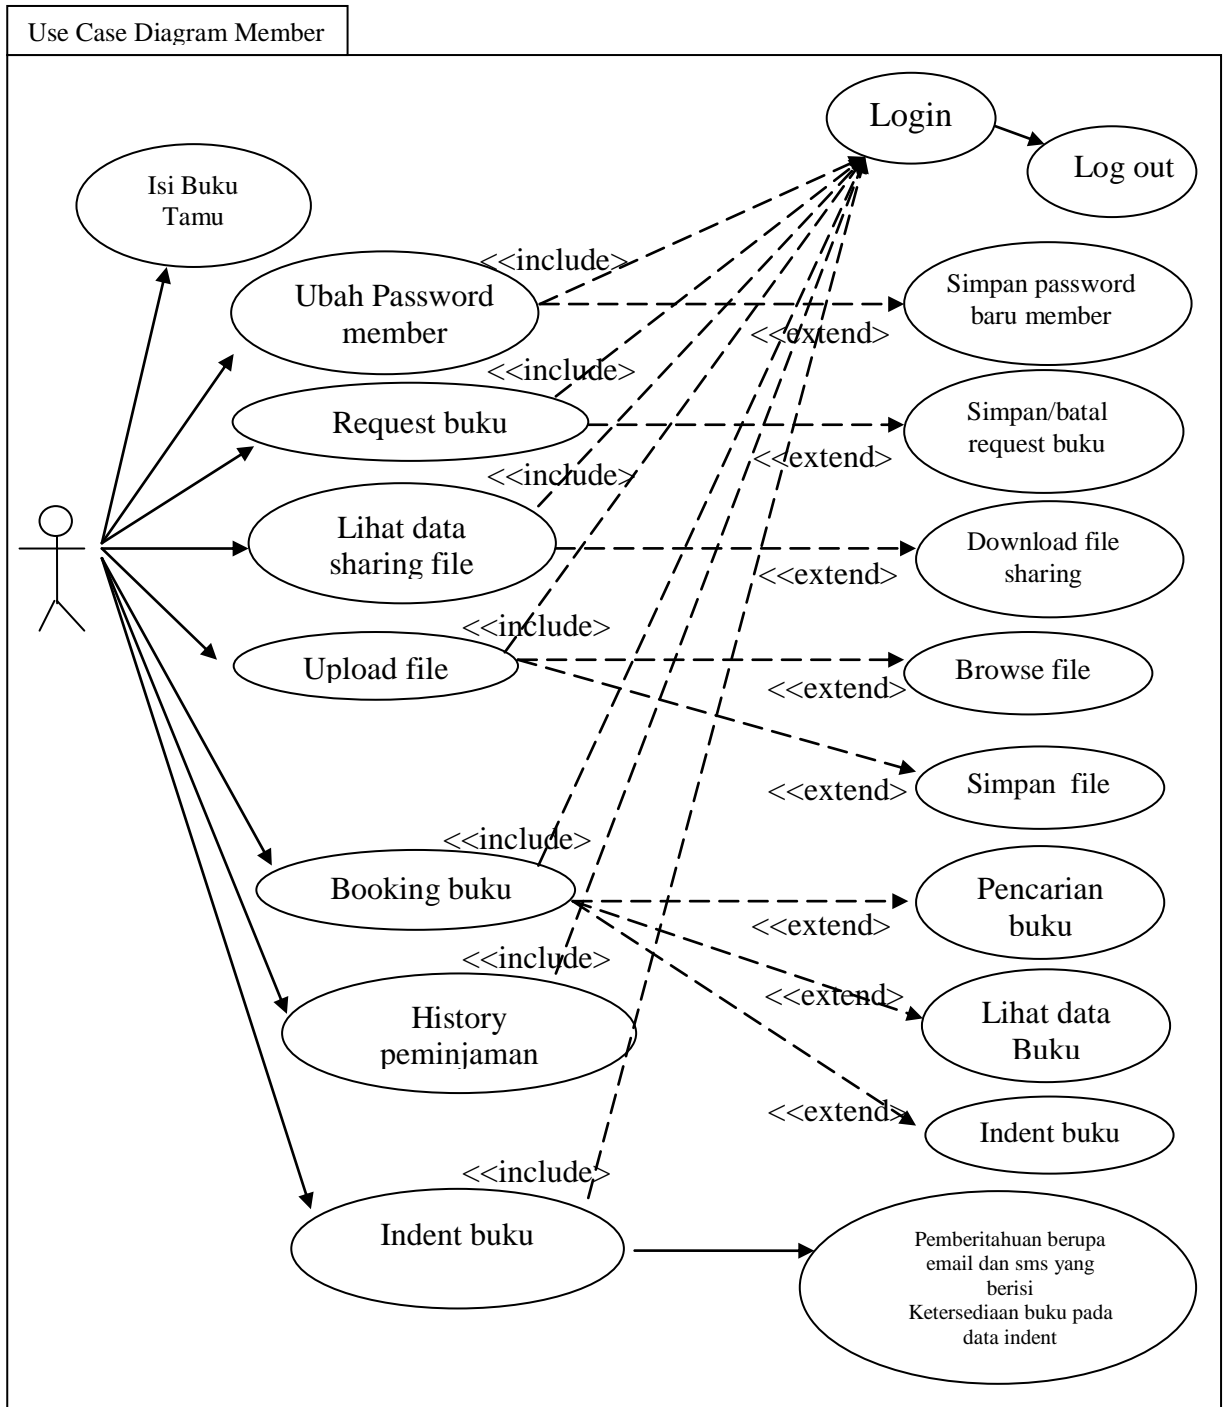 Use Case Diagram Member
Login
Log out
Isi Buku
Tamu
<<include>
Ubah Password
member
Simpan password
baru member
<<extend>
<<include>
Request buku
Simpan/batal
request buku
<<extend>
<<include>
Lihat data
sharing file
Download file
sharing
<<extend>
<<include>
Upload file
Browse file
<<extend>
Simpan file
<<extend>
<<include>
Booking buku
Pencarian
buku
<<extend>
<<include>
History
peminjaman
<<extend>
Lihat data
Buku
<<extend>
Indent buku
<<include>
Indent buku
Pemberitahuan berupa
email dan sms yang
berisi
Ketersediaan buku pada
data indent